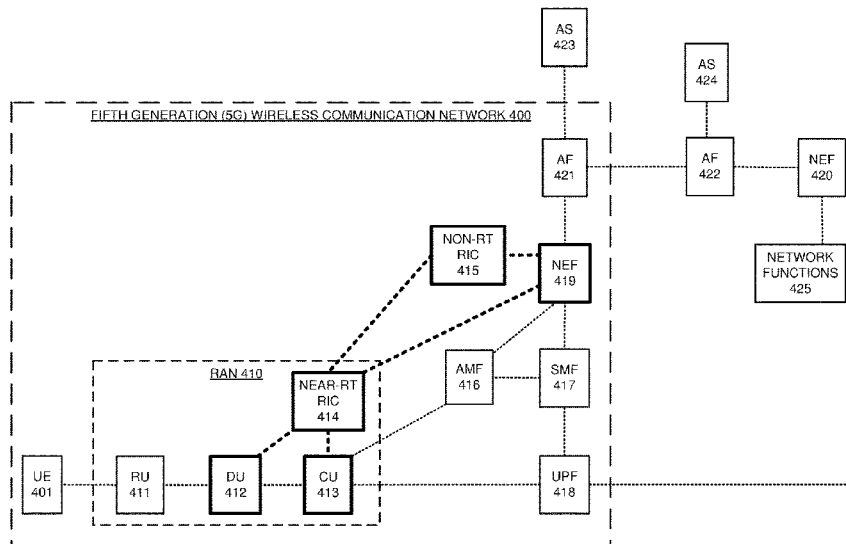 AS
423
AS
424
FIFTH GENERATION (5G) WIRELESS COMMUNICATION NETWORK 400
AF
421
AF
422
NEF
420
NON-RT
RIC
415
NEF
419
NETWORK
FUNCTIONS
425
RAN 410
NEAR-RT
RIC
414
AMF
416
SMF
417
UE
401
RU
411
DU
412
CU
413
UPF
418